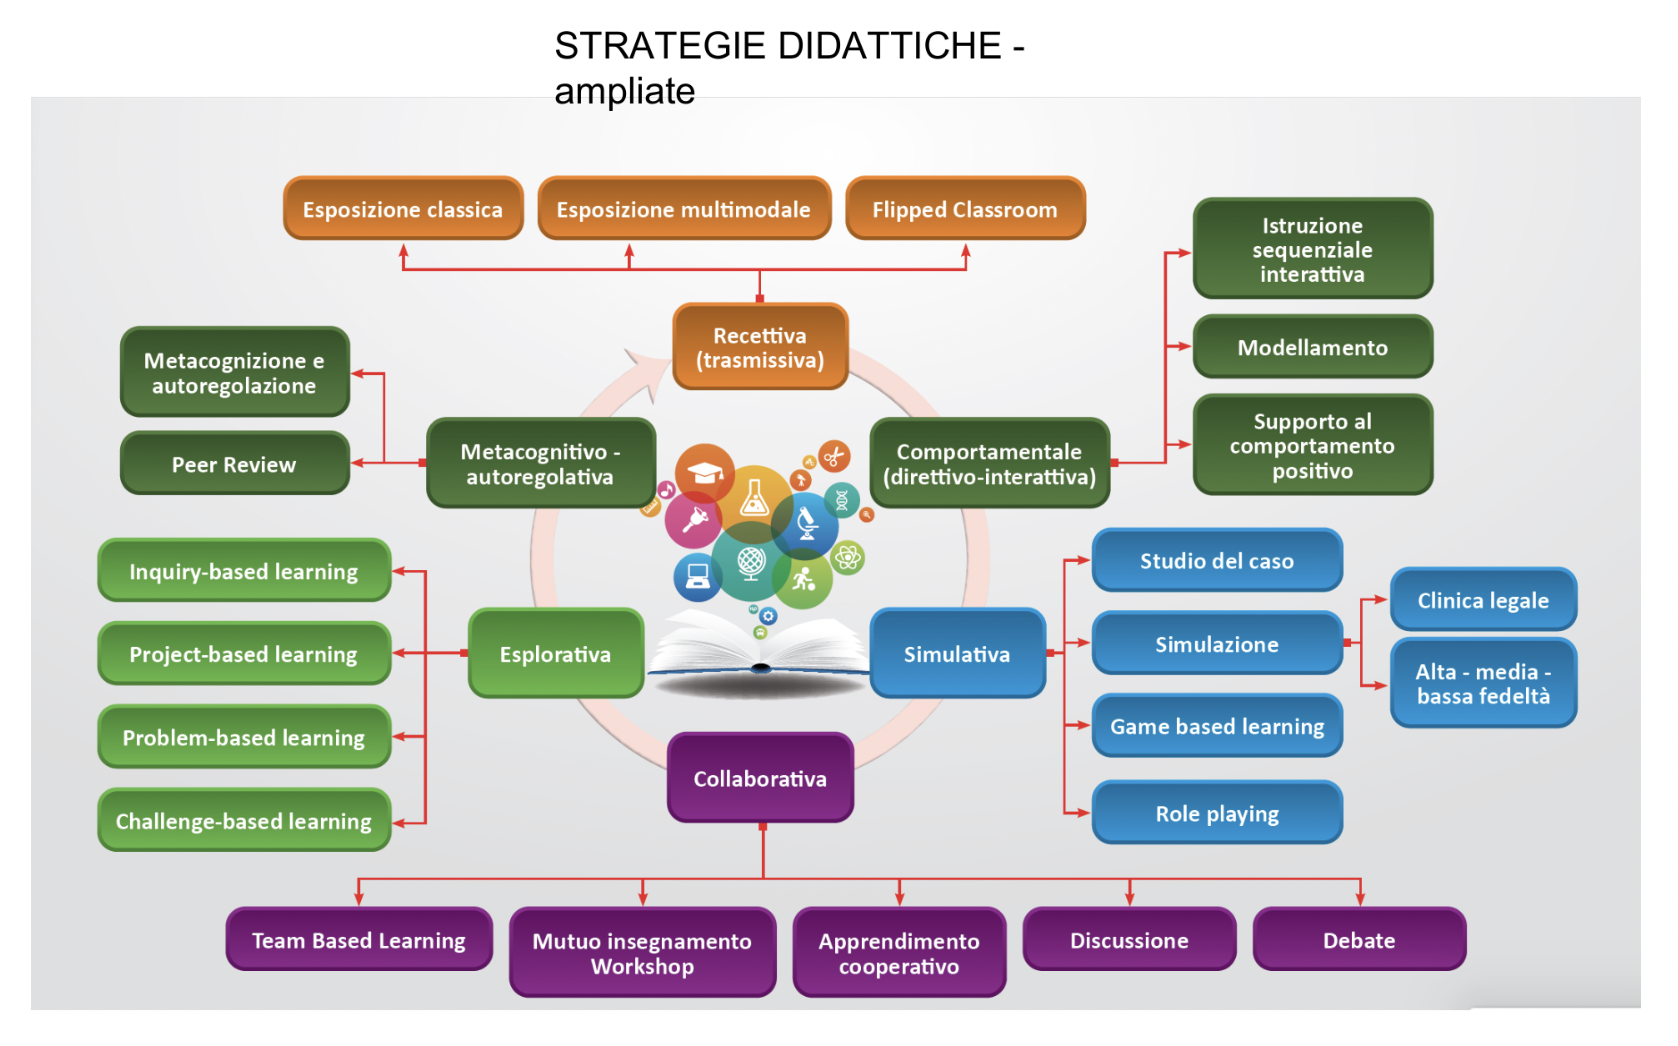 STRATEGIE DIDATTICHE -
ampliate
Esposizione classica
Esposizione multimodale
Flipped Classroom
Istruzione
sequenziale
interattiva
Modellamento
Supporto al
comportamento
positivo
Recettiva
(trasmissiva)
Metacognizione e
autoregolazione
Peer Review
Metacognitivo -
autoregolativa
Comportamentale
(direttivo-interattiva)
Inquiry-based learning
Project-based learning
Problem-based learning
Challenge-based learning
Esplorativa
Simulativa
Studio del caso
Simulazione
Game based learning
Role playing
Clinica legale
Alta - media -
bassa fedeltà
Collaborativa
Team Based Learning
Mutuo insegnamento
Workshop
Apprendimento
cooperativo
Discussione
Debate